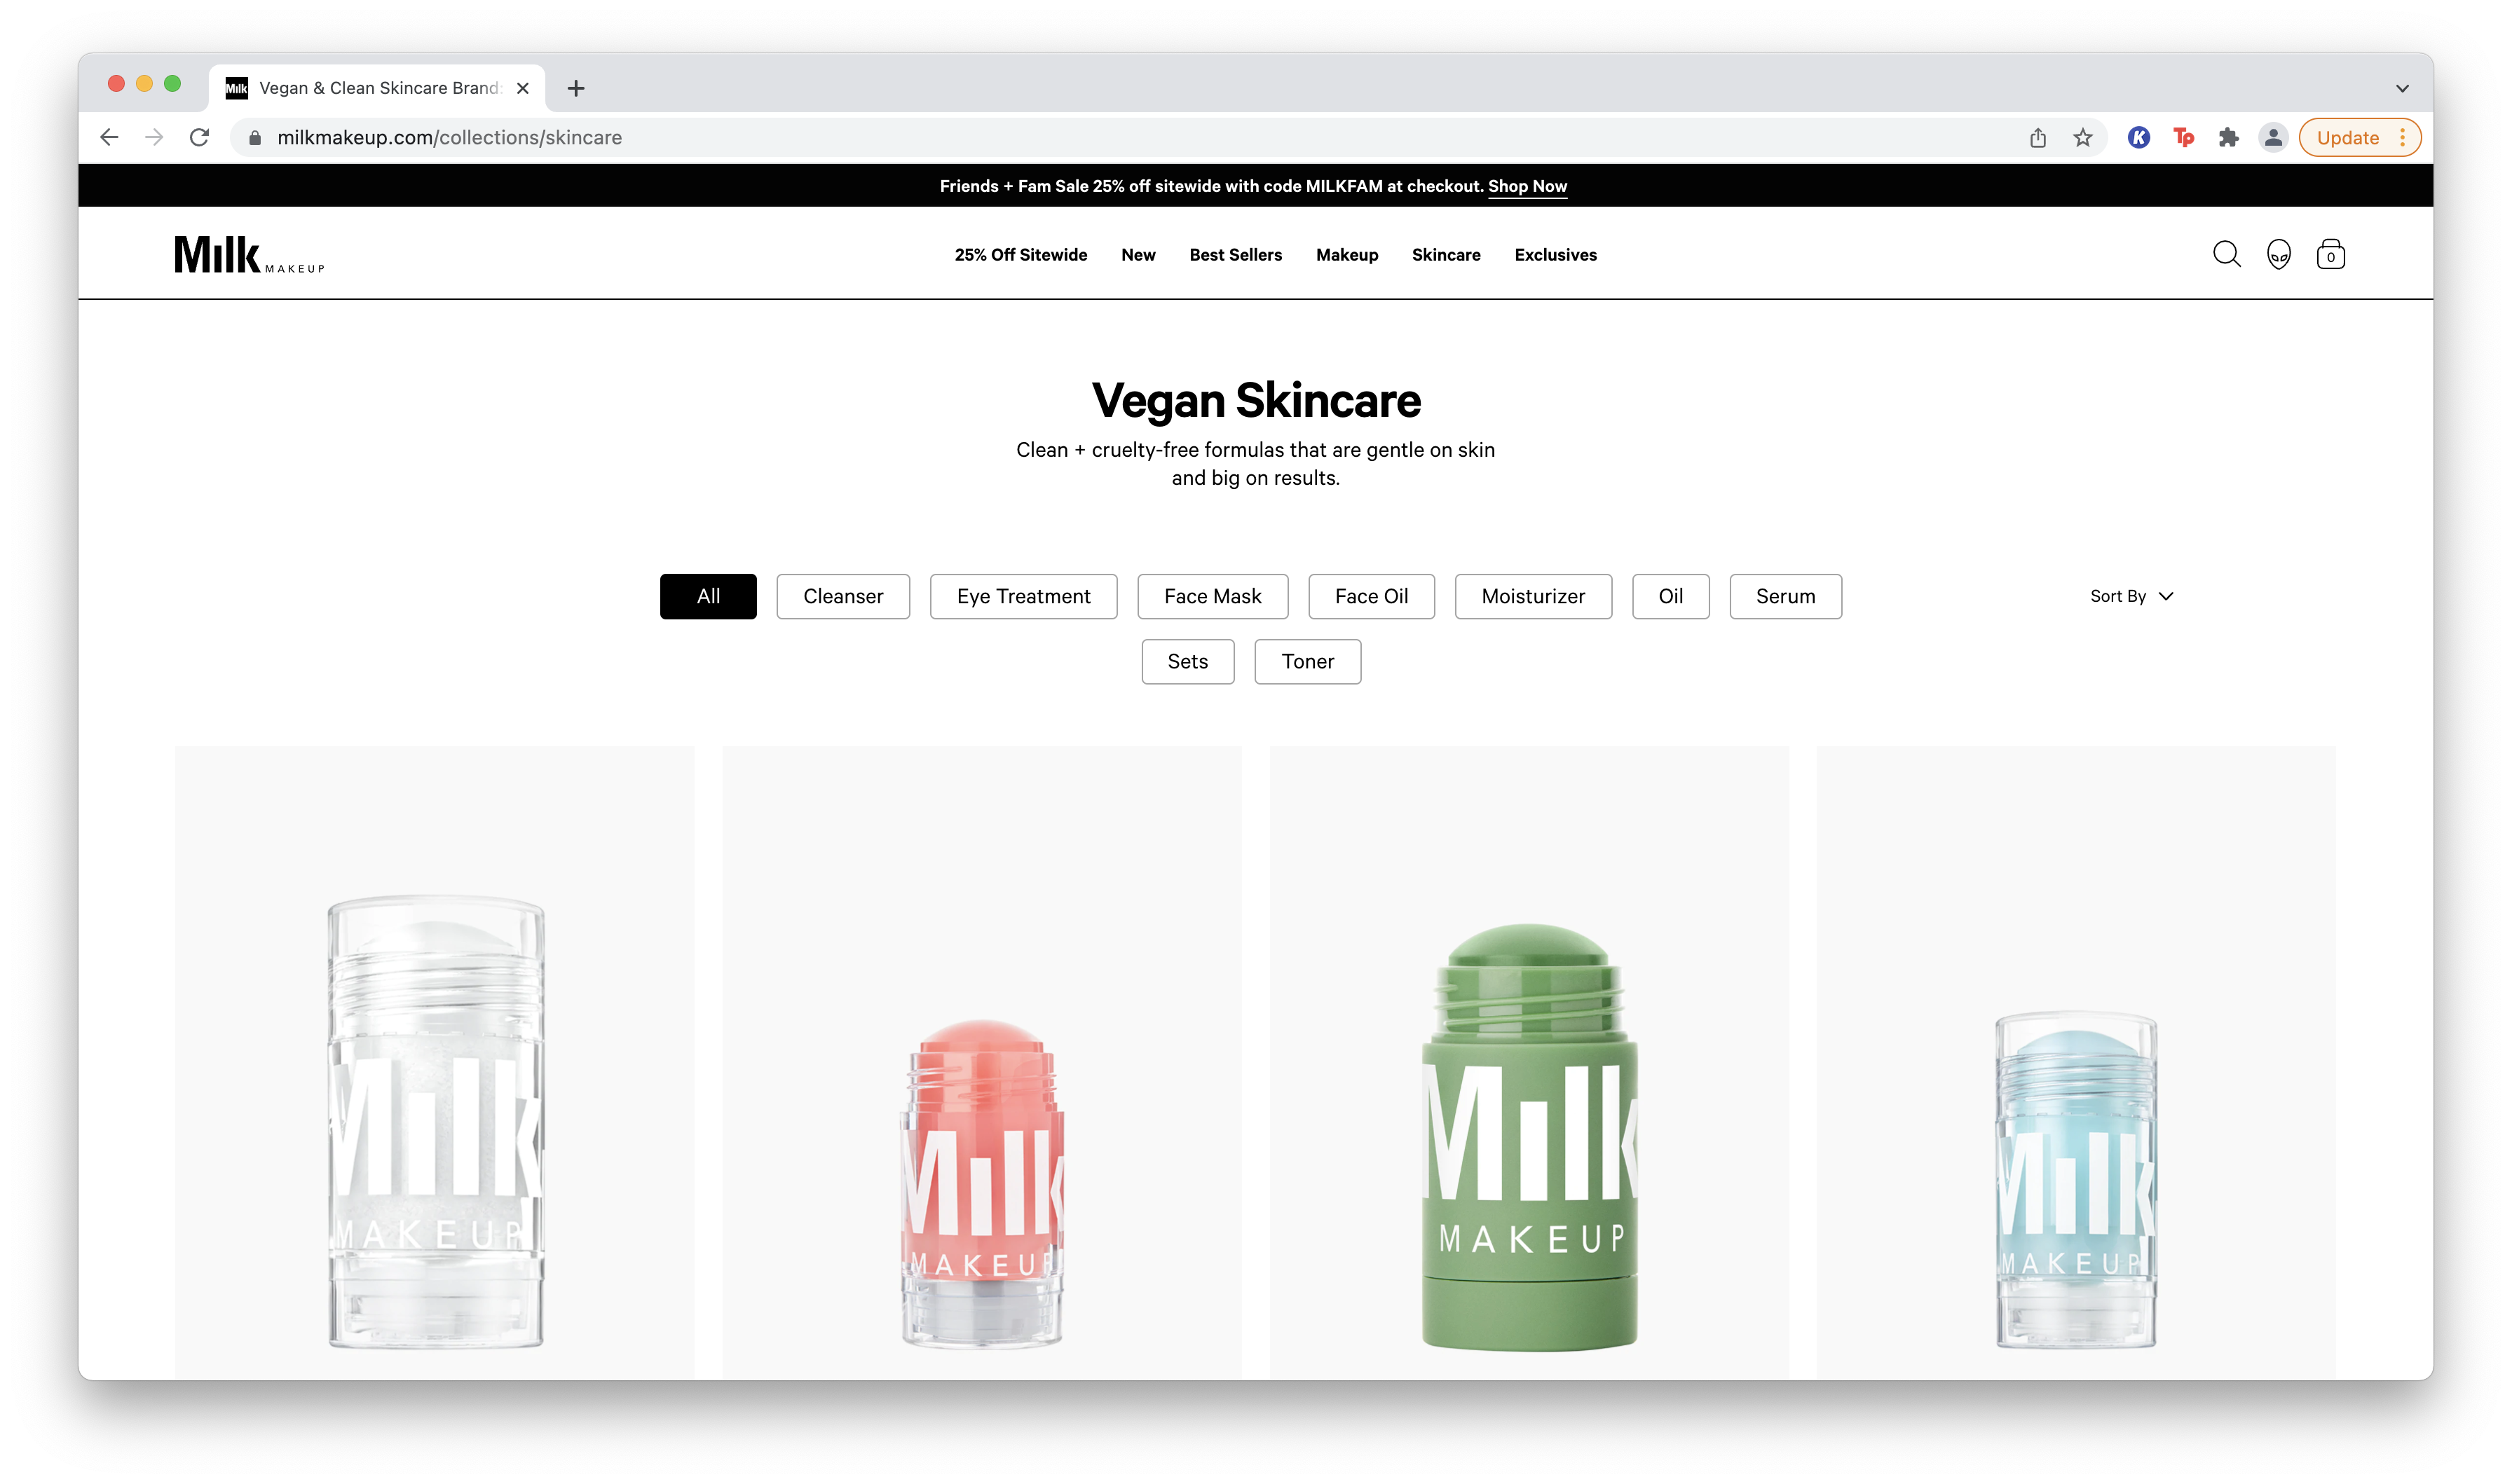 Milk
Vegan & Clean Skincare Brand
milkmakeup.com/collections/skincare
Update
Friends + Fam Sale 25% off sitewide with code MILKFAM at checkout. Shop Now
Milk MAKEUP
25% Off Sitewide New Best Sellers Makeup Skincare Exclusives
0
Vegan Skincare
Clean + cruelty-free formulas that are gentle on skin
and big on results.
All Cleanser Eye Treatment Face Mask Face Oil Moisturizer Oil Serum
Sort By
Sets Toner
Milk
MAKEUP
Milk
MAKEUP
Milk
MAKEUP
Milk
MAKEUP